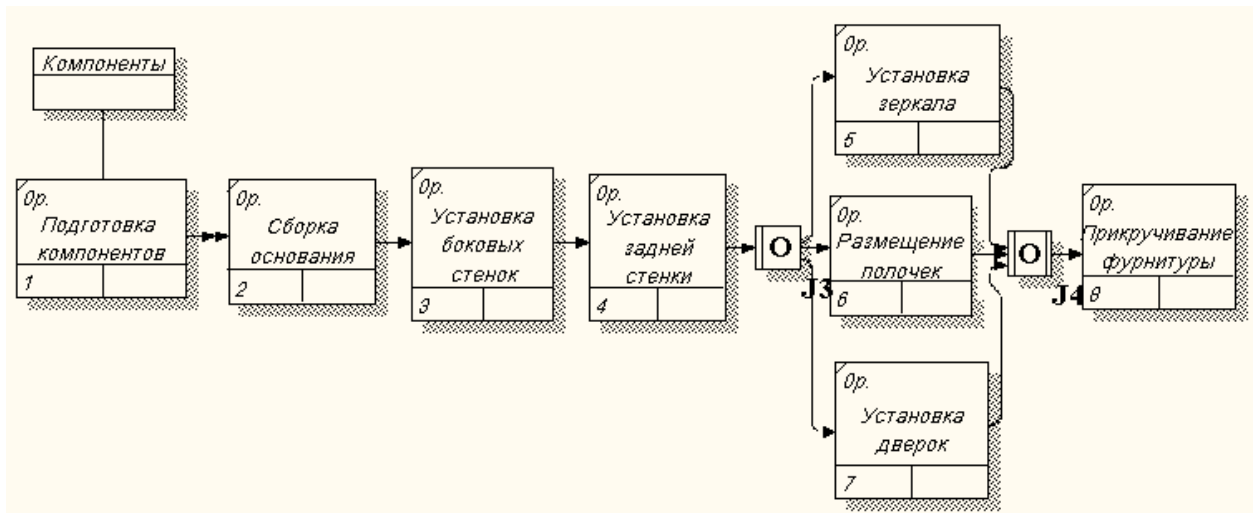 Компоненты
0р.
Подготовка
компонентов
1
0р.
Сборка
основания
2
0р.
Установка
боковых
стенок
3
0р.
Установка
задней
стенки
4
O
J3
0р.
Установка
зеркала
5
0р.
Размещение
полочек
6
0р.
Установка
дверок
7
O
J4
0р.
Прикручивание
фурнитуры
8